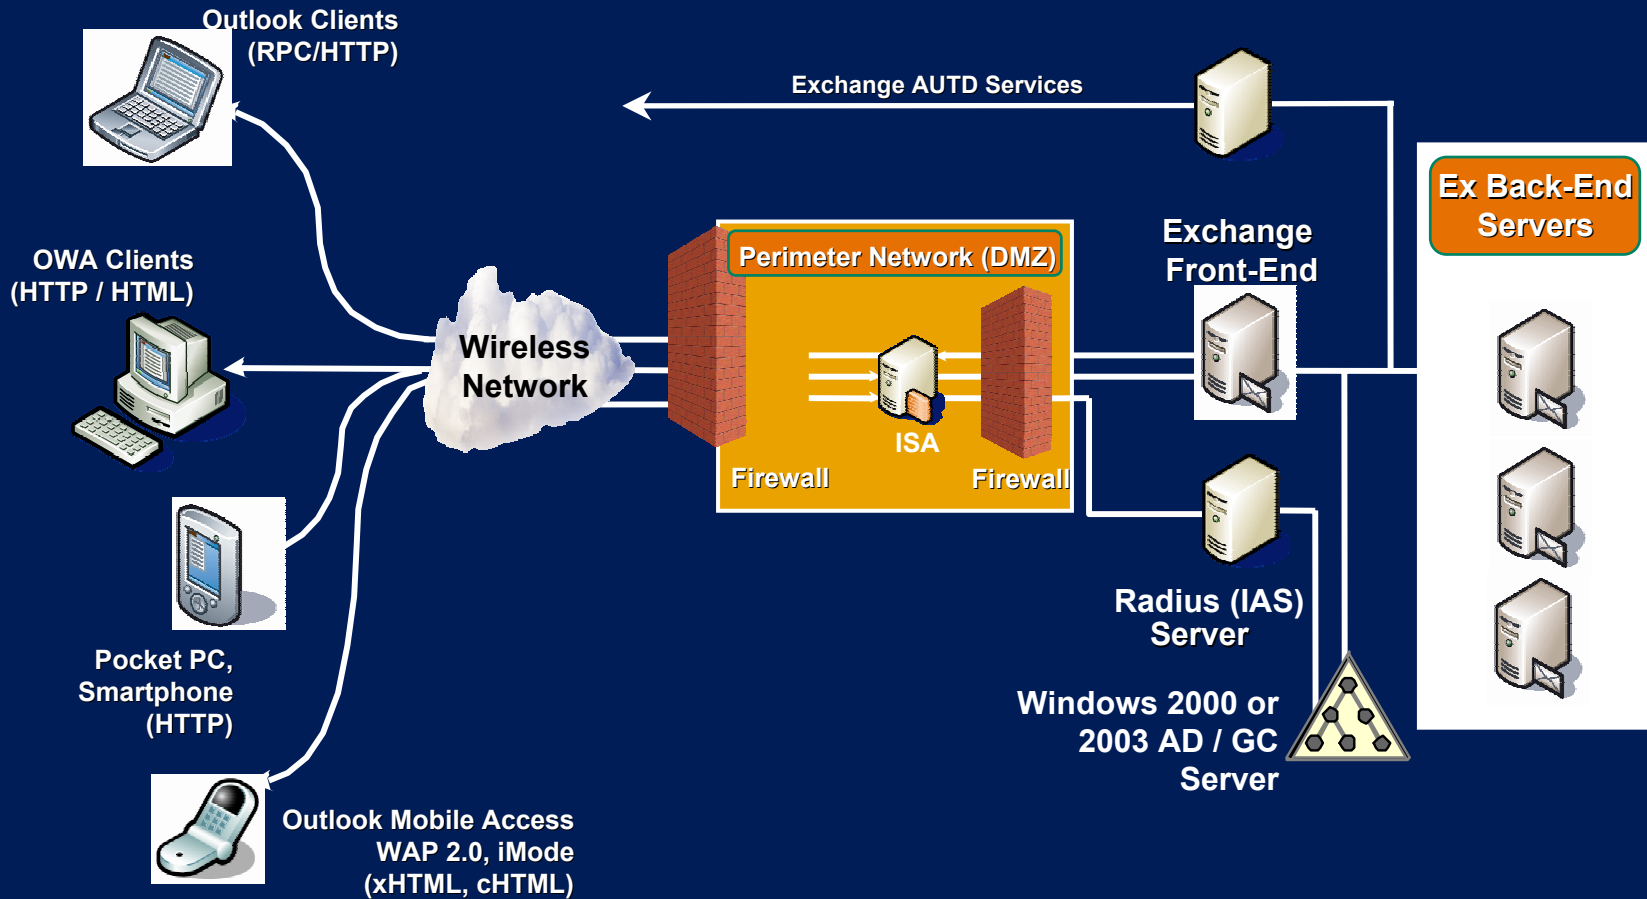 Outlook Clients
(RPC/HTTP)
Exchange AUTD Services
Ex Back-End
Servers
Exchange
Front-End
Perimeter Network (DMZ)
OWA Clients
(HTTP / HTML)
Wireless
Network
ISA
Firewall
Firewall
Radius (IAS)
Server
Pocket PC,
Smartphone
(HTTP)
Windows 2000 or
2003 AD / GC
Server
Outlook Mobile Access
WAP 2.0, iMode
(xHTML, cHTML)